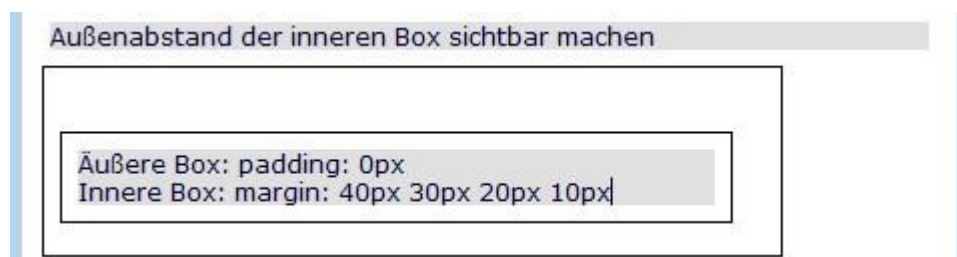 Außenabstand der inneren Box sichtbar machen
Äußere Box: padding: 0px
Innere Box: margin: 40px 30px 20px 10px